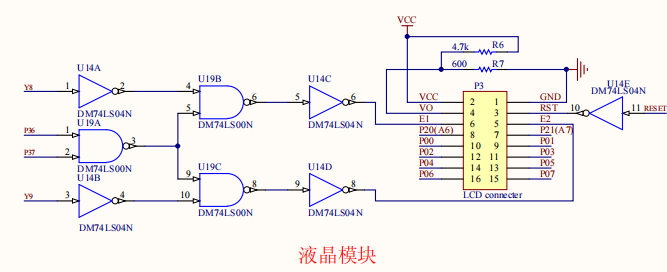 VCC
4.7k R6
U14A U19B U14C 600 R7
Y8 1 2 4 6 5 6 P3 U14E
5 VCC 2 1 GND DM74LS04N
DM74LS04N DM74LS00N DM74LS04N VO 4 3 RST 10 11 RESET
U19A E1 6 5 E2
P36 1 P20(A6) 8 7 P21(A7)
3 P00 10 9 P01
P37 2 P02 12 11 P03
DM74LS00N U19C U14D P04 14 13 P05
U14B 9 P06 16 15 P07
Y9 3 4 10 8 9 8 LCD connecter
DM74LS04N DM74LS00N DM74LS04N
液晶模块